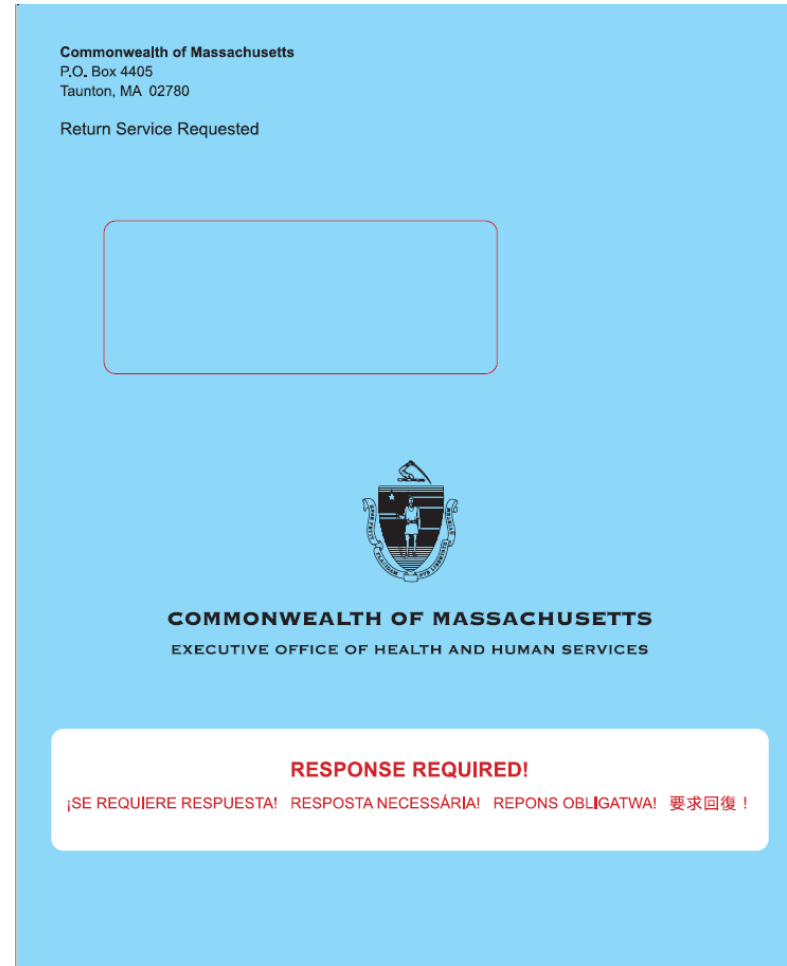 Commonwealth of Massachusetts
P.O. Box 4405
Taunton, MA 02780
Return Service Requested
COMMONWEALTH OF MASSACHUSETTS
EXECUTIVE OFFICE OF HEALTH AND HUMAN SERVICES
RESPONSE REQUIRED!
¡SE REQUIERE RESPUESTA! RESPOSTA NECESSÁRIA! REPONS OBLIGATWA! 要求回復！